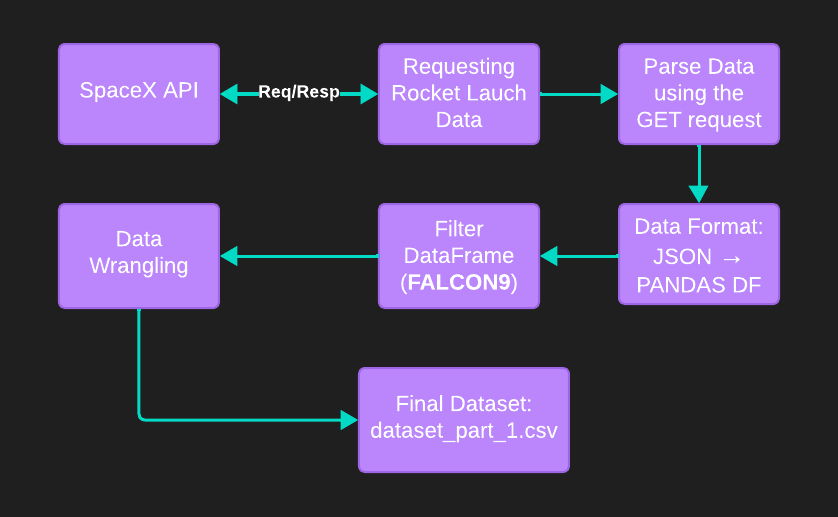 SpaceX API
Req/Resp
Requesting
Rocket Lauch
Data
Parse Data
using the
GET request
Data Format:
JSON →
PANDAS DF
Filter
DataFrame
(FALCON9)
Data
Wrangling
Final Dataset:
dataset_part_1.csv